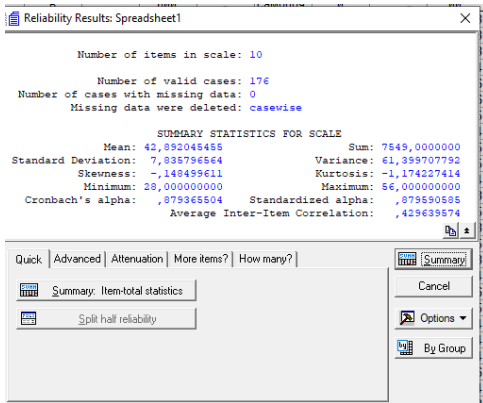 Reliability Results: Spreadsheet1
Number of items in scale: 10
Number of valid cases: 176
Number of cases with missing data: 0
Missing data were deleted: casewise
SUMMARY STATISTICS FOR SCALE
Mean: 42,892045455 Sum: 7549,0000000
Standard Deviation: 7,835796564 Variance: 61,399707792
Skewness: -,148499611 Kurtosis: -1,174227414
Minimum: 28,000000000 Maximum: 56,000000000
Cronbach's alpha: ,879365504 Standardized alpha: ,879590585
Average Inter-Item Correlation: ,429639574
Quick Advanced Attenuation More items? How many?
Summary
Summary: Item-total statistics
Cancel
Split half reliability
Options
By Group